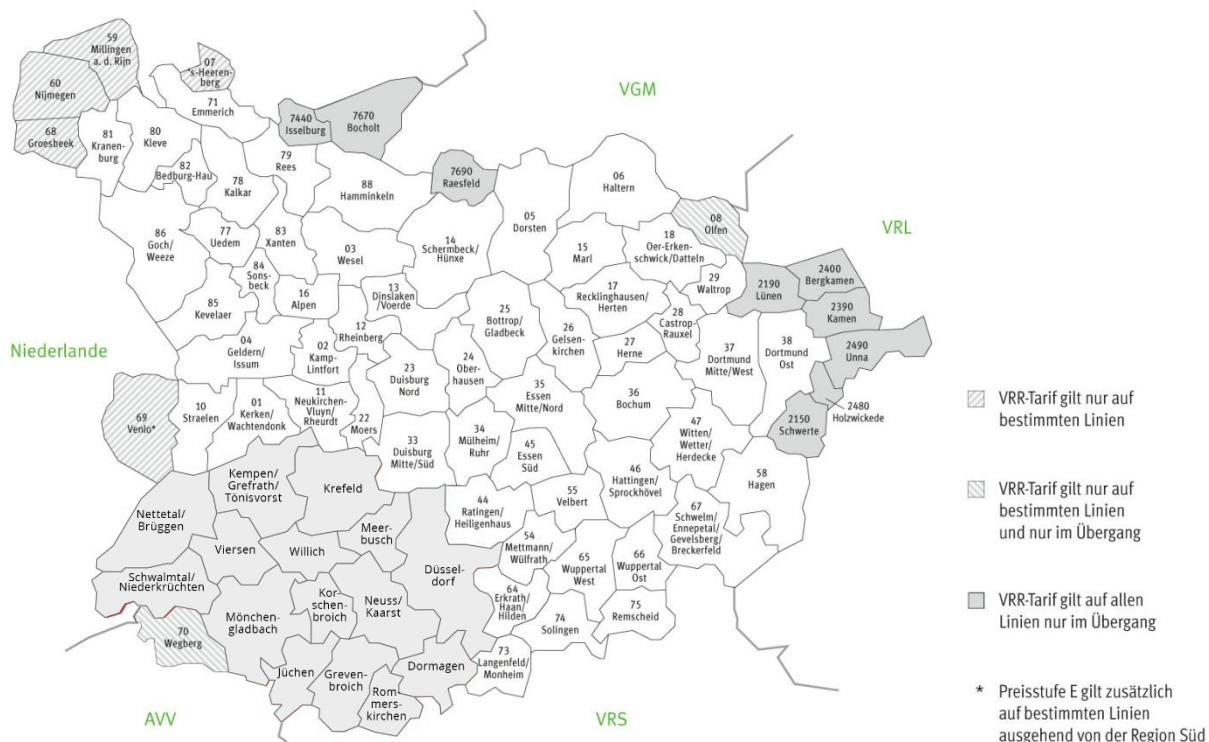 59
Millingen
a. d. Rijn
07
's-Heeren-
berg
60
Nijmegen
71
Emmerich
VGM
7440
Isselburg
7670
Bocholt
68
Groesbeek
81
Kranen-
burg
80
Kleve
79
Rees
82
Bedburg-Hau
78
Kalkar
88
Hamminkeln
7690
Raesfeld
06
Haltern
05
Dorsten
08
Olfen
VRL
86
Goch/
Weeze
77
Uedem
83
Xanten
03
Wesel
14
Schermbeck/
Hünxe
15
Marl
18
Oer-Erken-
schwick/Datteln
84
Sons-
beck
29
Waltrop
2190
Lünen
2400
Bergkamen
2390
Kamen
85
Kevelaer
16
Alpen
13
Dinslaken
/Voerde
17
Recklinghausen/
Herten
25
Bottrop/
Gladbeck
28
Castrop-
Rauxel
2490
Unna
Niederlande
04
Geldern/
Issum
02
Kamp-
Lintfort
12
Rheinberg
26
Gelsen-
kirchen
27
Herne
37
Dortmund
Mitte/West
38
Dortmund
Ost
23
Duisburg
Nord
24
Ober-
hausen
35
Essen
Mitte/Nord
36
Bochum
69
Venlo*
10
Straelen
01
Kerken/
Wachtendonk
11
Neukirchen-
Vluyn/
Rheurdt
22
Moers
2480
Holzwickede
2150
Schwerte
33
Duisburg
Mitte/Süd
34
Mülheim/
Ruhr
45
Essen
Süd
47
Witten/
Wetter/
Herdecke
46
Hattingen/
Sprockhövel
58
Hagen
Kempen/
Grefrath/
Tönisvorst
Krefeld
44
Ratingen/
Heiligenhaus
55
Velbert
Nettetal/
Brüggen
Meer-
busch
67
Schwelm/
Ennepetal/
Gevelsberg/
Breckerfeld
Viersen
Willich
54
Mettmann/
Wülfrath
65
Wuppertal
West
66
Wuppertal
Ost
Schwalmtal/
Niederkrüchten
Düssel-
dorf
Mönchen-
gladbach
Kor-
schen-
broich
Neuss/
Kaarst
64
Erkrath/
Haan/
Hilden
74
Solingen
75
Remscheid
70
Wegberg
73
Langenfeld/
Monheim
Jüchen
Greven-
broich
Dormagen
Rom-
mers-
kirchen
AVV
VRS
VRR-Tarif gilt nur auf
bestimmten Linien
VRR-Tarif gilt nur auf
bestimmten Linien
und nur im Übergang
VRR-Tarif gilt auf allen
Linien nur im Übergang
* Preisstufe E gilt zusätzlich
auf bestimmten Linien
ausgehend von der Region Süd